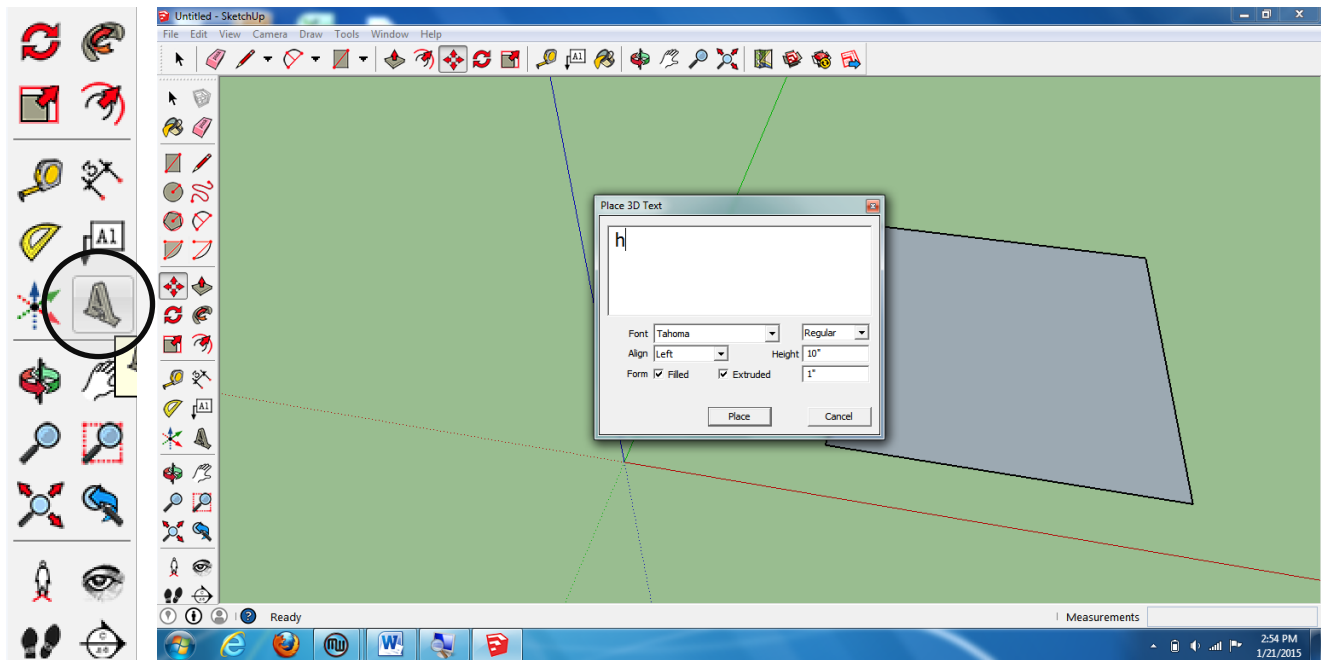 Untitled - SketchUp
File Edit View Camera Draw Tools Window Help
A1
A1
Place 3D Text
h
Font Tahoma Regular
Align Left Height 10"
Form Filled Extruded 1"
Place Cancel
A1
Ready
Measurements
W
2:54 PM
1/21/2015